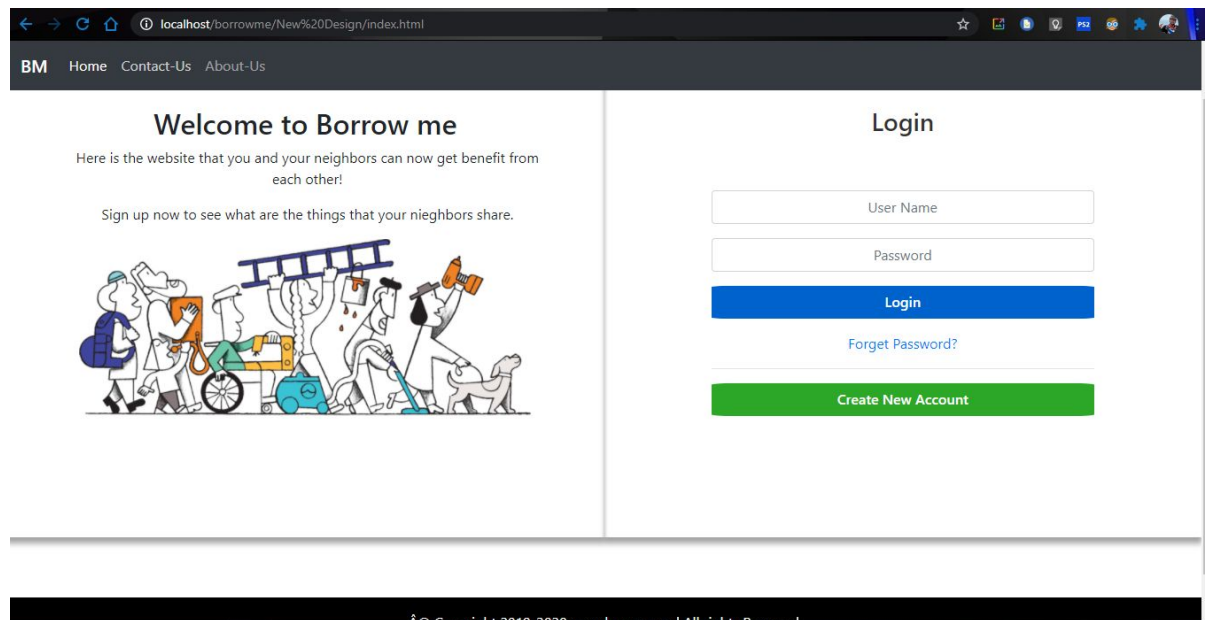 localhost/borrowme/New%20Design/index.html
PS2
BM Home Contact-Us About-Us
Welcome to Borrow me
Here is the website that you and your neighbors can now get benefit from
each other!
Sign up now to see what are the things that your nieghbors share.
Login
User Name
Password
Login
Forget Password?
Create New Account